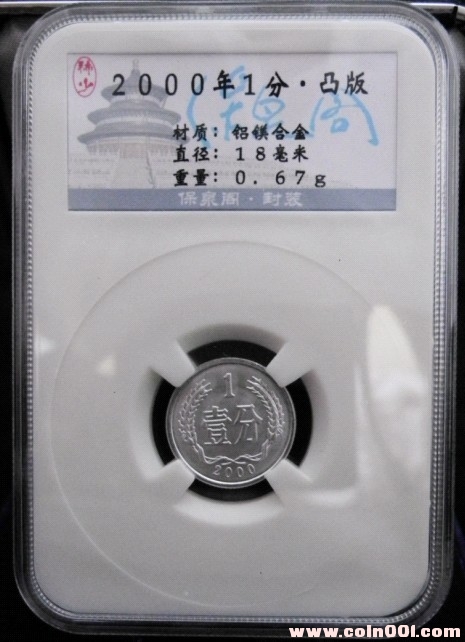 2000年1分·凸版
材质：铝镁合金
直径：18毫米
重量：0.67g
保泉阁·封装
1
壹分
2000
www.coin001.com